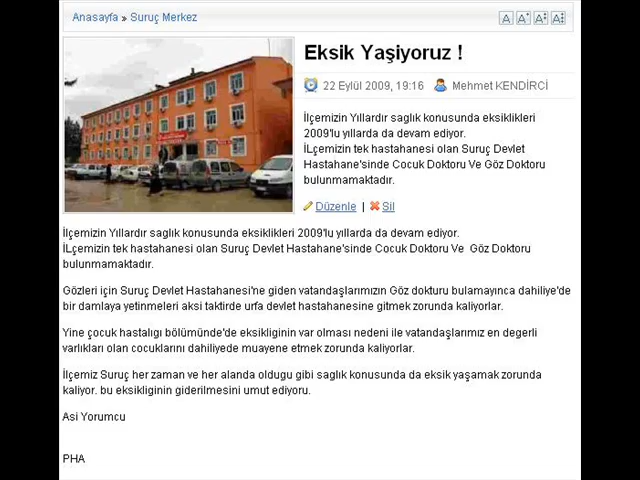 Anasayfa » Suruç Merkez
A A A A
Eksik Yaşiyoruz !
22 Eylül 2009, 19:16 Mehmet KENDİRCİ
İlçemizin Yıllardır saglık konusunda eksiklikleri
2009'lu yıllarda da devam ediyor.
İLçemizin tek hastahanesi olan Suruç Devlet
Hastahane'sinde Cocuk Doktoru Ve Göz Doktoru
bulunmamaktadır.
Düzenle | Sil
İlçemizin Yıllardır saglık konusunda eksiklikleri 2009'lu yıllarda da devam ediyor.
İLçemizin tek hastahanesi olan Suruç Devlet Hastahane'sinde Cocuk Doktoru Ve Göz Doktoru
bulunmamaktadır.
Gözleri için Suruç Devlet Hastahanesi'ne giden vatandaşlarımızın Göz dokturu bulamayınca dahiliye'de
bir damlaya yetinmeleri aksi taktirde urfa devlet hastahanesine gitmek zorunda kaliyorlar.
Yine çocuk hastalıgı bölümünde'de eksikliginin var olması nedeni ile vatandaşlarımız en degerli
varlıkları olan cocuklarını dahiliyede muayene etmek zorunda kaliyorlar.
İlçemiz Suruç her zaman ve her alanda oldugu gibi saglık konusunda da eksik yaşamak zorunda
kaliyor. bu eksikliginin giderilmesini umut ediyoru.
Asi Yorumcu
PHA